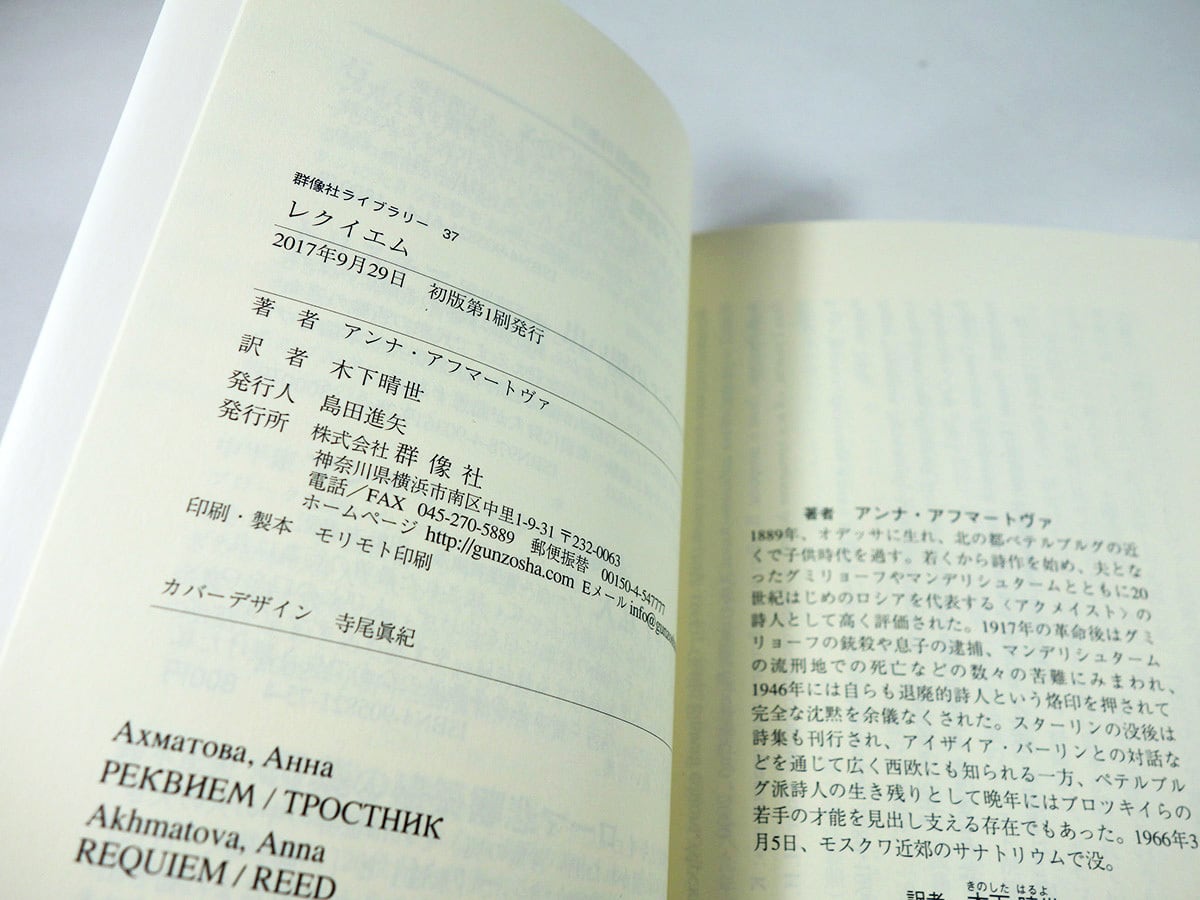 群像社ライブラリー 37
レクイエム
2017年9月29日 初版第1刷発行
著 者 アンナ・アフマートヴァ
訳 者 木下晴世
発行人 島田進矢
発行所 株式会社 群 像 社
神奈川県横浜市南区中里1-9-31 〒232-0063
電話／FAX 045-270-5889 郵便振替 00150-4-547777
ホームページ http://gunzosha.com Eメール info@gunzosha
印刷・製本 モリモト印刷
カバーデザイン 寺尾眞紀
Ахматова, Анна
РЕКВИЕМ / ТРОСТНИК
Akhmatova, Anna
REQUIEM / REED
著者 アンナ・アフマートヴァ
1889年、オデッサに生れ、北の都ペテルブルグの近
くで子供時代を過す。若くから詩作を始め、夫とな
ったグミリョーフやマンデリシュタームとともに20
世紀はじめのロシアを代表する〈アクメイスト〉の
詩人として高く評価された。1917年の革命後はグミ
リョーフの銃殺や息子の逮捕、マンデリシュターム
の流刑地での死亡などの数々の苦難にみまわれ、
1946年には自らも退廃的詩人という烙印を押されて
完全な沈黙を余儀なくされた。スターリンの没後は
詩集も刊行され、アイザイア・バーリンとの対話な
どを通じて広く西欧にも知られる一方、ペテルブル
グ派詩人の生き残りとして晩年にはブロツキイらの
若手の才能を見出し支える存在でもあった。1966年3
月5日、モスクワ近郊のサナトリウムで没。
きのした はるよ